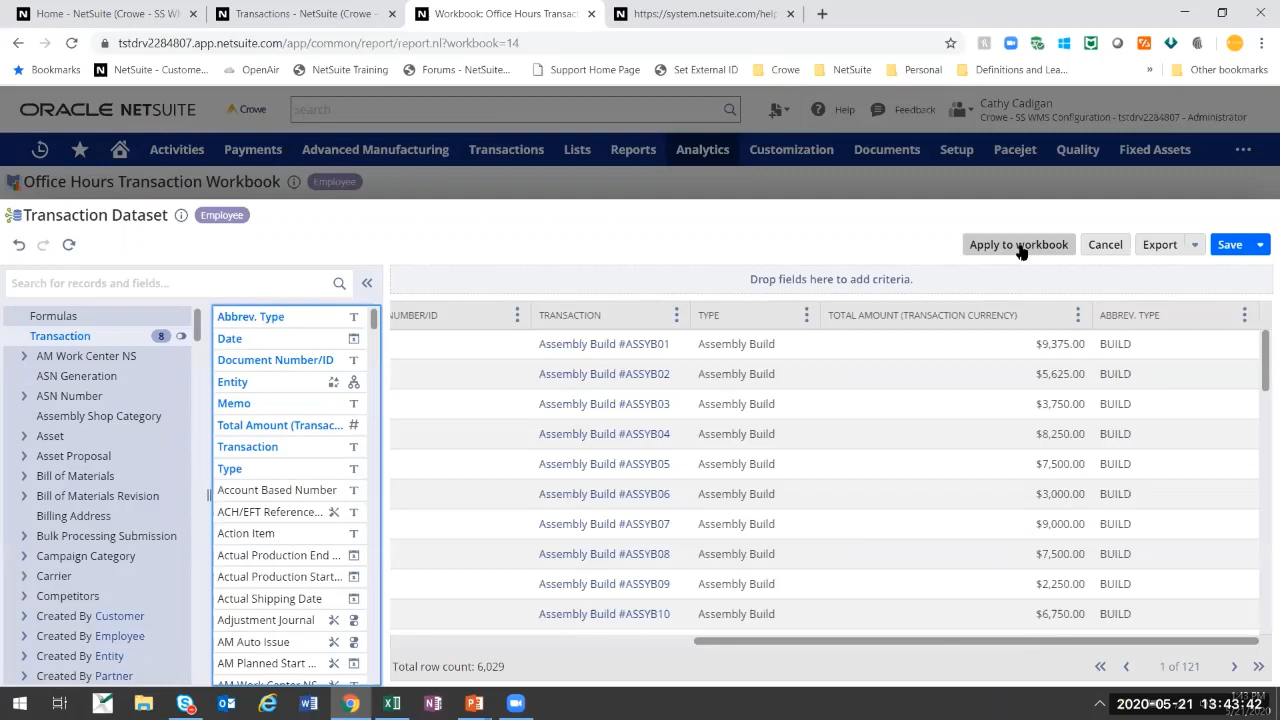 Home - NetSuite (Crowe - SS W
Transactions - NetSuite (Crowe -
Workbook: Office Hours Transact
https://system.netsuite.com/help
tstdrv2284807.app.netsuite.com/app/common/report/report.nl?workbook=14
Bookmarks
NetSuite - Custome...
OpenAir
NetSuite Training
Forums - NetSuite...
Support Home Page
Set External ID
Crowe
NetSuite
Personal
Definitions and Lea...
Other bookmarks
ORACLE NETSUITE
Crowe
Search
Help
Feedback
Cathy Cadigan
Crowe - SS WMS Configuration - tstdrv2284807 - Administrator
Activities Payments Advanced Manufacturing Transactions Lists Reports Analytics Customization Documents Setup Pacejet Quality Fixed Assets
Office Hours Transaction Workbook Employee
Transaction Dataset Employee
Apply to workbook Cancel Export Save
Search for records and fields...
Drop fields here to add criteria.
Formulas
Transaction 8
AM Work Center NS
ASN Generation
ASN Number
Assembly Shop Category
Asset
Asset Proposal
Bill of Materials
Bill of Materials Revision
Billing Address
Bulk Processing Submission
Campaign Category
Carrier
Competitors
Created By Customer
Created By Employee
Created By Entity
Created By Partner
Abbrev. Type
Date
Document Number/ID
Entity
Memo
Total Amount (Transac...
Transaction
Type
Account Based Number
ACH/EFT Reference...
Action Item
Actual Production End ...
Actual Production Start...
Actual Shipping Date
Adjustment Journal
AM Auto Issue
AM Planned Start ...
AM Work Center NS
NUMBER/ID TRANSACTION TYPE TOTAL AMOUNT (TRANSACTION CURRENCY) ABBREV. TYPE
Assembly Build #ASSYB01 Assembly Build $9,375.00 BUILD
Assembly Build #ASSYB02 Assembly Build $5,625.00 BUILD
Assembly Build #ASSYB03 Assembly Build $3,750.00 BUILD
Assembly Build #ASSYB04 Assembly Build $8,250.00 BUILD
Assembly Build #ASSYB05 Assembly Build $7,500.00 BUILD
Assembly Build #ASSYB06 Assembly Build $3,000.00 BUILD
Assembly Build #ASSYB07 Assembly Build $9,000.00 BUILD
Assembly Build #ASSYB08 Assembly Build $7,500.00 BUILD
Assembly Build #ASSYB09 Assembly Build $2,250.00 BUILD
Assembly Build #ASSYB10 Assembly Build $6,750.00 BUILD
Total row count: 6,029
1 of 121
2020-05-21 13:43:42